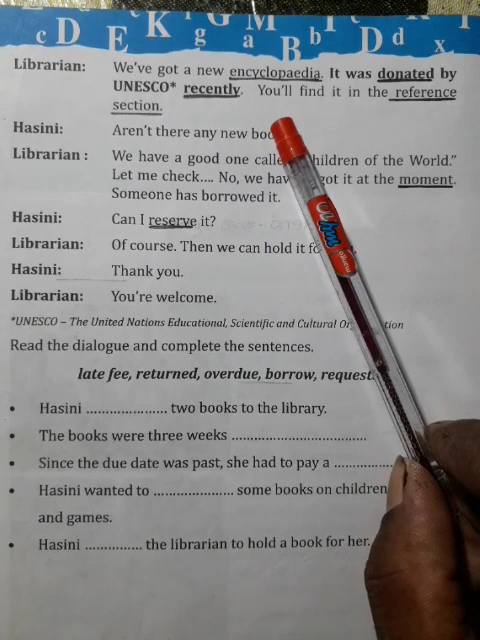 c D E K g G a M B b I D d K x T
Librarian: We've got a new encyclopaedia. It was donated by
UNESCO* recently. You'll find it in the reference
section.
Hasini: Aren't there any new
Librarian : We have a good one "Children of the World."
Let me check.... No, we got it at the moment.
Someone has borrowed it.
Hasini: Can I reserve it?
Librarian: Of course. Then we can hold it
Hasini: Thank you.
Librarian: You're welcome.
*UNESCO – The United Nations Educational, Scientific and Cultural
Read the dialogue and complete the sentences.
late fee, returned, overdue, borrow, request.
• Hasini ..................... two books to the library.
• The books were three weeks ...................................
• Since the due date was past, she had to pay a ...............
• Hasini wanted to ..................... some books on children
and games.
• Hasini ............... the librarian to hold a book for her.